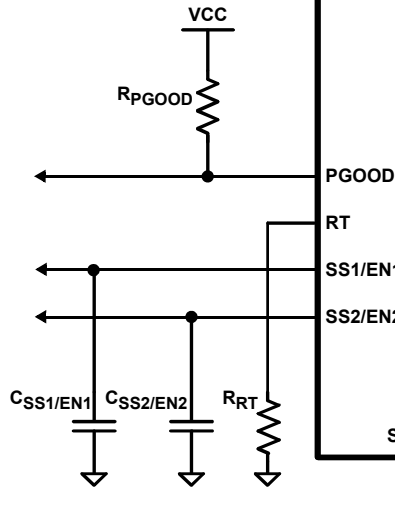 VCC
RPGOOD
PGOOD
RT
SS1/EN1
SS2/EN2
CSS1/EN1 CSS2/EN2 RRT
S